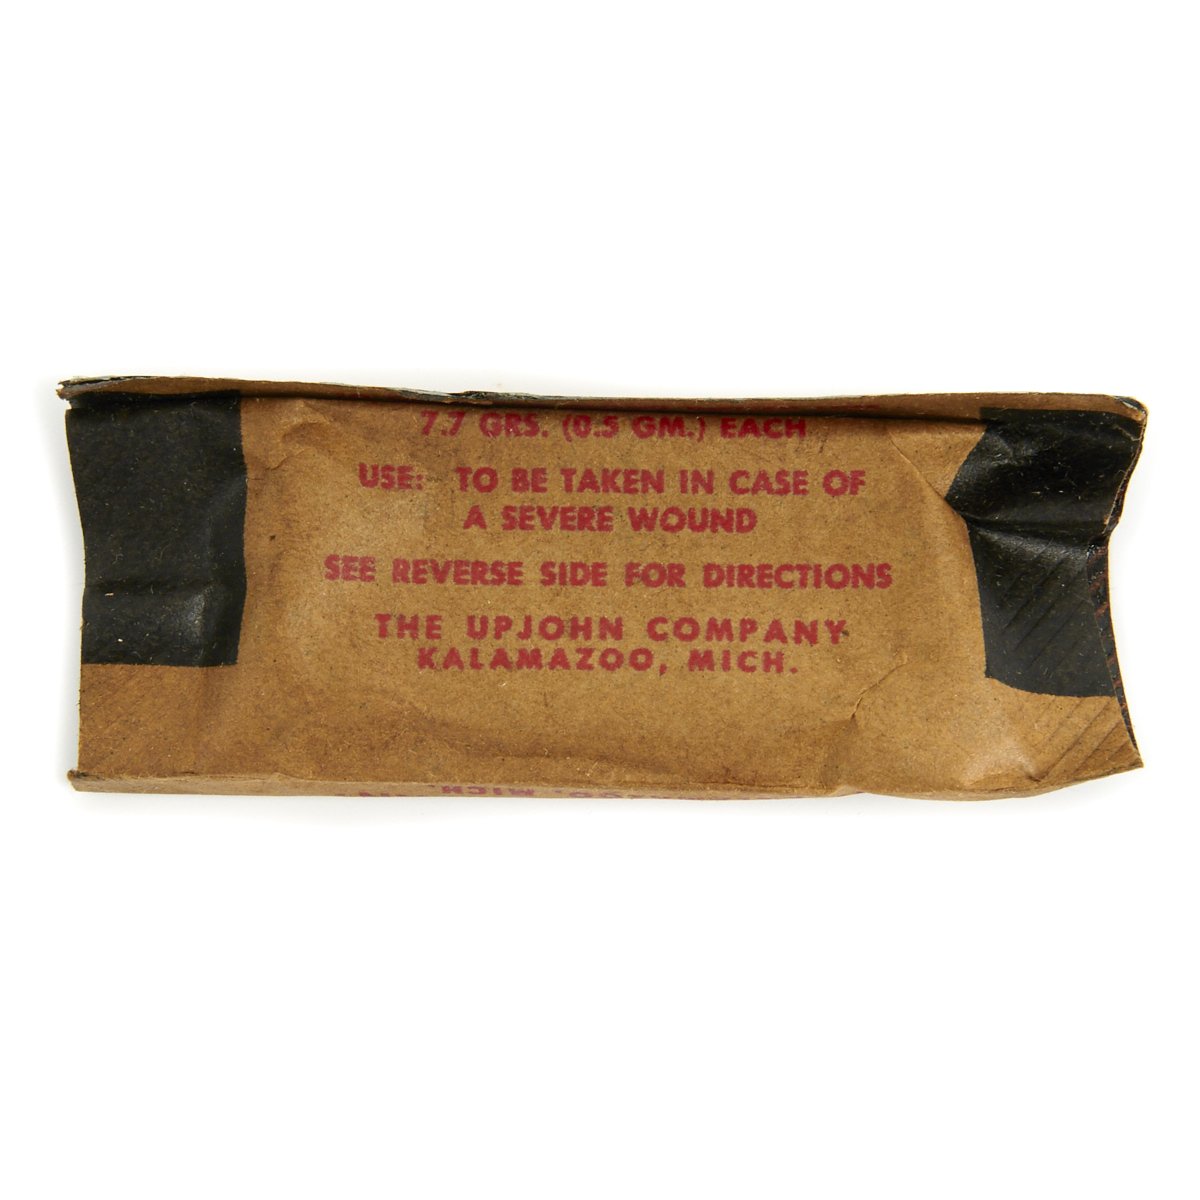 7.7 GRS. (0.5 GM.) EACH
USE: TO BE TAKEN IN CASE OF
A SEVERE WOUND
SEE REVERSE SIDE FOR DIRECTIONS
THE UPJOHN COMPANY
KALAMAZOO, MICH.
MICH.